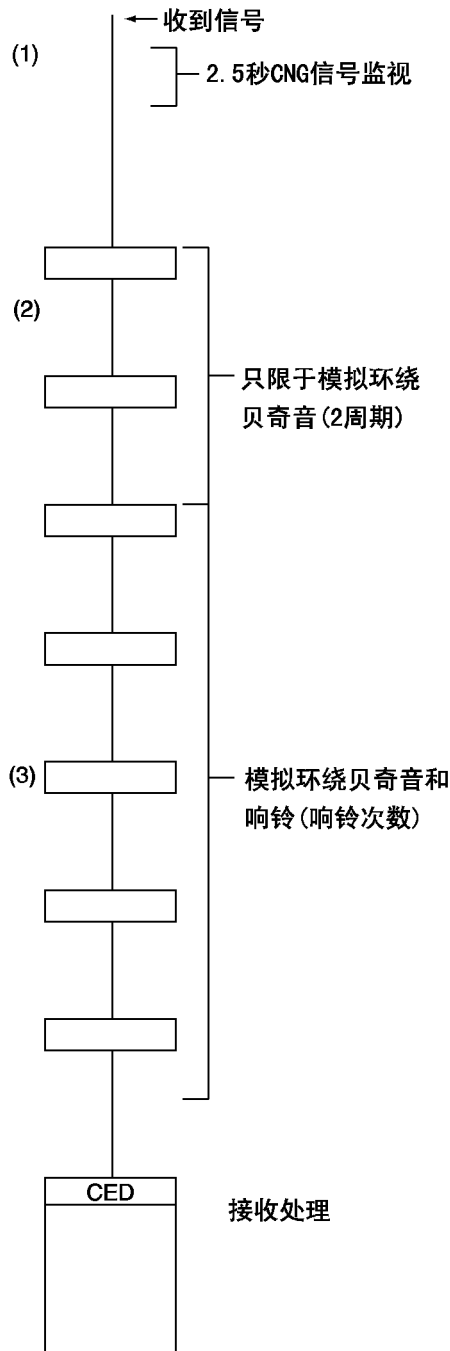 收到信号
(1)
2.5秒CNG信号监视
(2)
只限于模拟环绕
贝奇音(2周期)
(3)
模拟环绕贝奇音和
响铃(响铃次数)
CED
接收处理